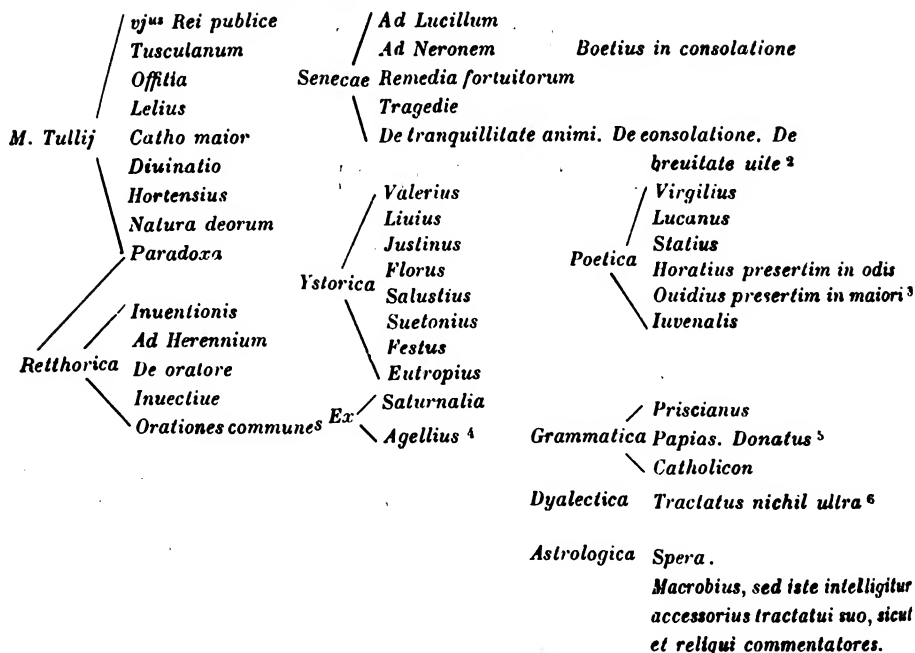 M. Tullij
vjus Rei publice
Tusculanum
Offitia
Lelius
Catho maior
Diuinatio
Hortensius
Natura deorum
Paradoxa
Retthorica
Inuentionis
Ad Herennium
De oratore
Inuectiue
Orationes communes
Senecae
Ad Lucillum
Ad Neronem
Remedia fortuitorum
Tragedie
De tranquillitate animi. De consolatione. De
breuitate uite 2
Boetius in consolatione
Ystorica
Valerius
Liuius
Justinus
Florus
Salustius
Suetonius
Festus
Eutropius
Ex
Saturnalia
Agellius 4
Poetica
Virgilius
Lucanus
Statius
Horatius presertim in odis
Ouidius presertim in maiori 3
Iuvenalis
Grammatica
Priscianus
Papias. Donatus 5
Catholicon
Dyalectica Tractatus nichil ultra 6
Astrologica Spera.
Macrobius, sed iste intelligitur
accessorius tractatui suo, sicut
et reliqui commentatores.